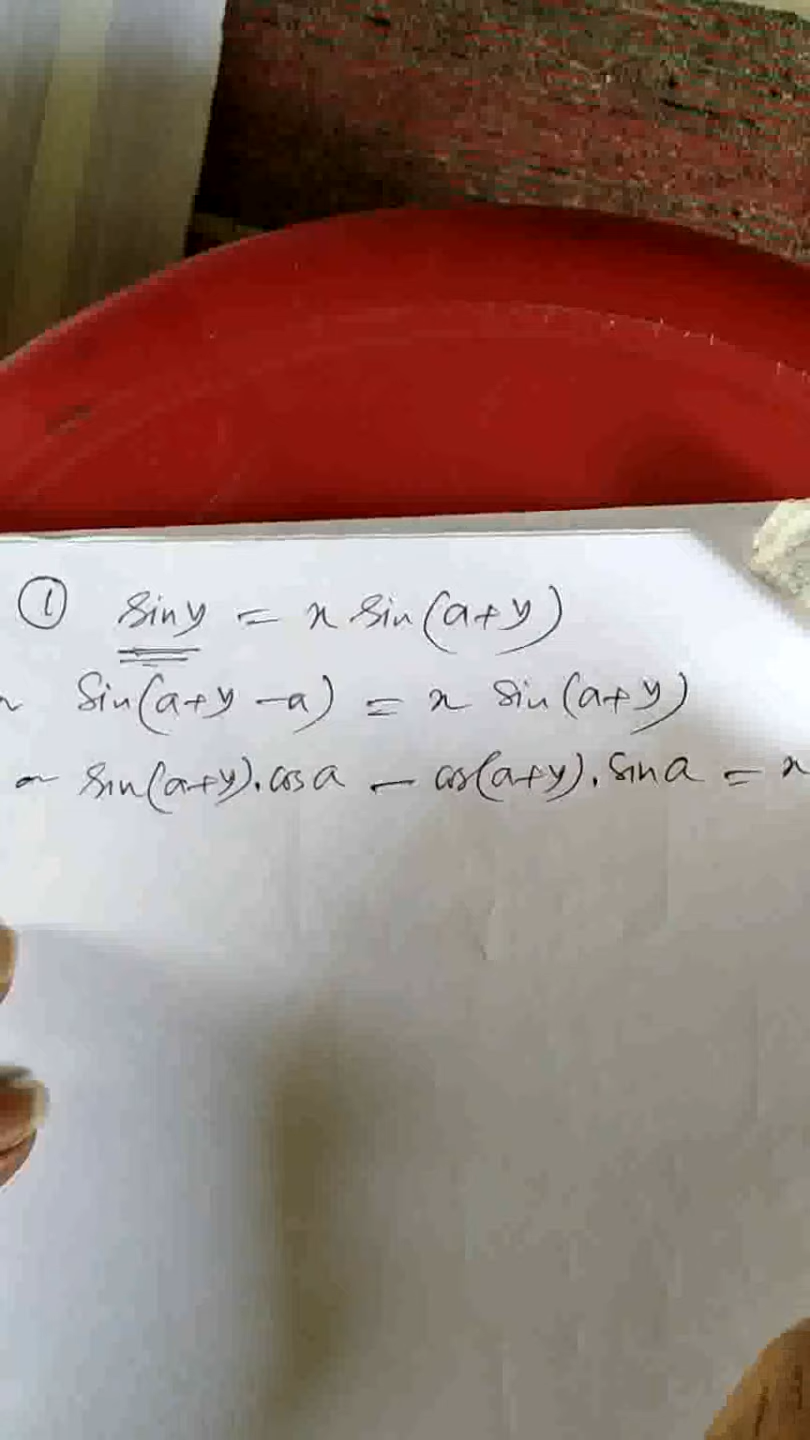 ① sin y = x sin(a+y)
~ sin(a+y-a) = x sin(a+y)
~ sin(a+y).cos a - cos(a+y).sin a = x